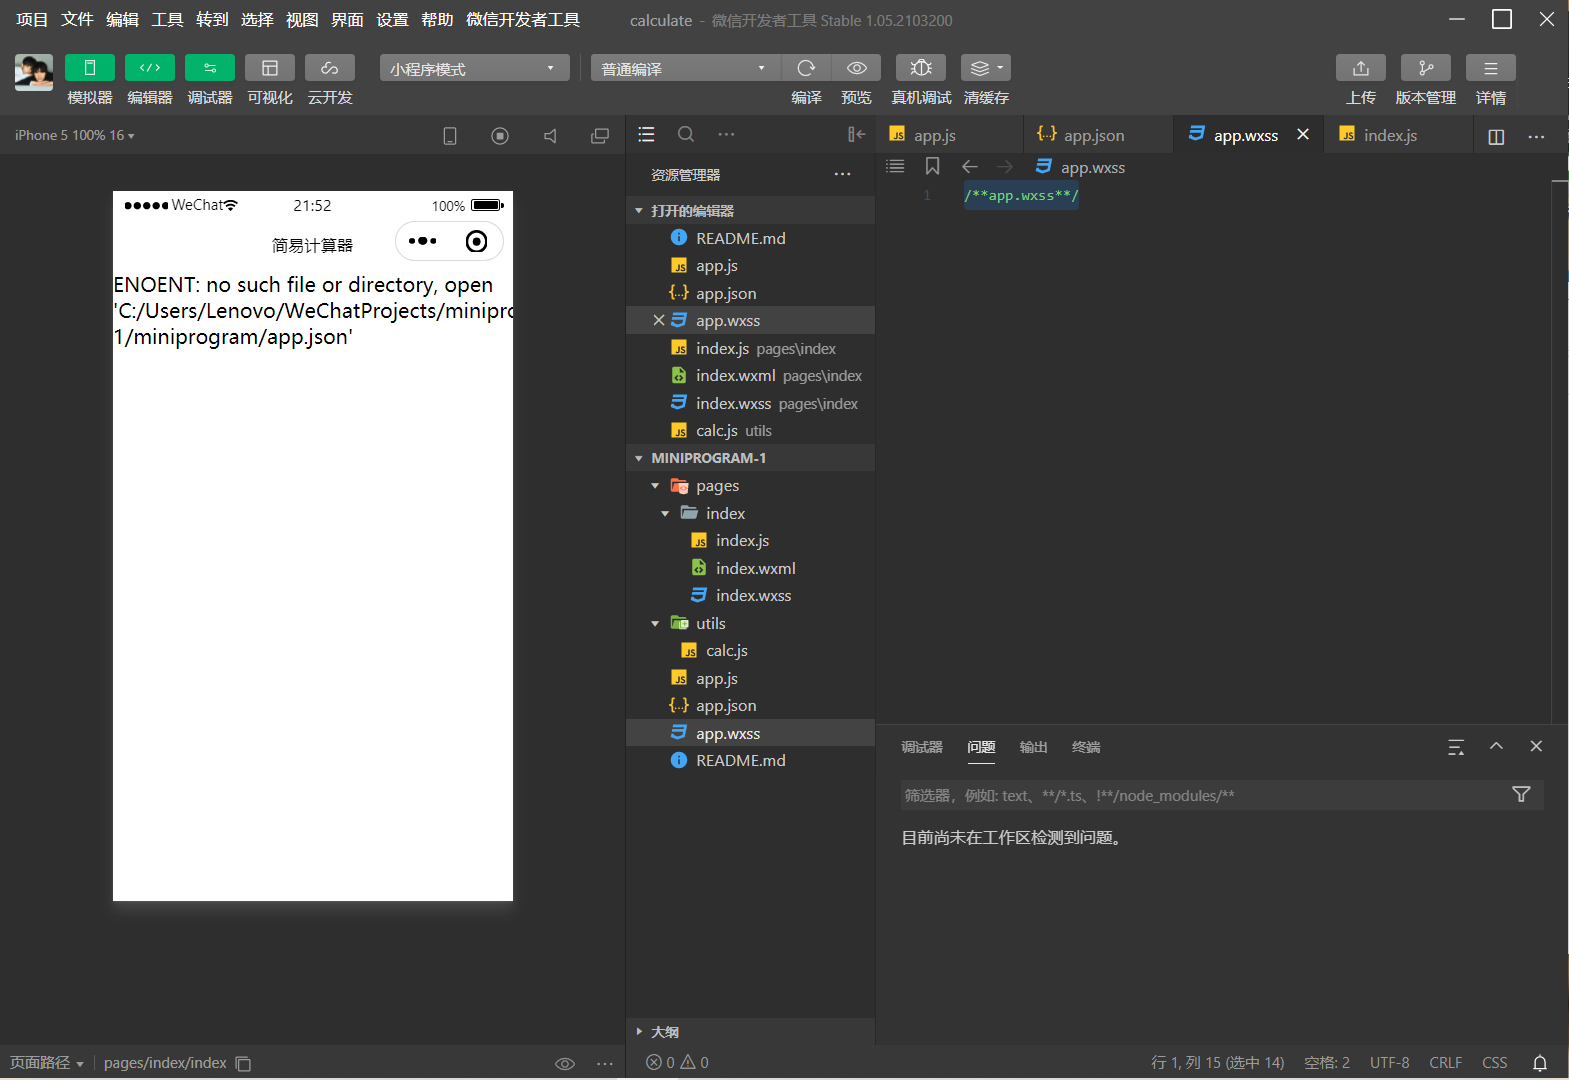 项目 文件 编辑 工具 转到 选择 视图 界面 设置 帮助 微信开发者工具 calculate - 微信开发者工具 Stable 1.05.2103200
小程序模式 普通编译
模拟器 编辑器 调试器 可视化 云开发 编译 预览 真机调试 清缓存 上传 版本管理 详情
iPhone 5 100% 16
WeChat 21:52 100%
简易计算器
ENOENT: no such file or directory, open
'C:/Users/Lenovo/WeChatProjects/minipro
1/miniprogram/app.json'
资源管理器
打开的编辑器
README.md
app.js
app.json
app.wxss
index.js pages\index
index.wxml pages\index
index.wxss pages\index
calc.js utils
MINIPROGRAM-1
pages
index
index.js
index.wxml
index.wxss
utils
calc.js
app.js
app.json
app.wxss
README.md
大纲
app.js app.json app.wxss index.js
app.wxss
1 /**app.wxss**/
调试器 问题 输出 终端
筛选器，例如: text、**/*.ts、!**/node_modules/**
目前尚未在工作区检测到问题。
页面路径 pages/index/index
0 0 行 1, 列 15 (选中 14) 空格: 2 UTF-8 CRLF CSS